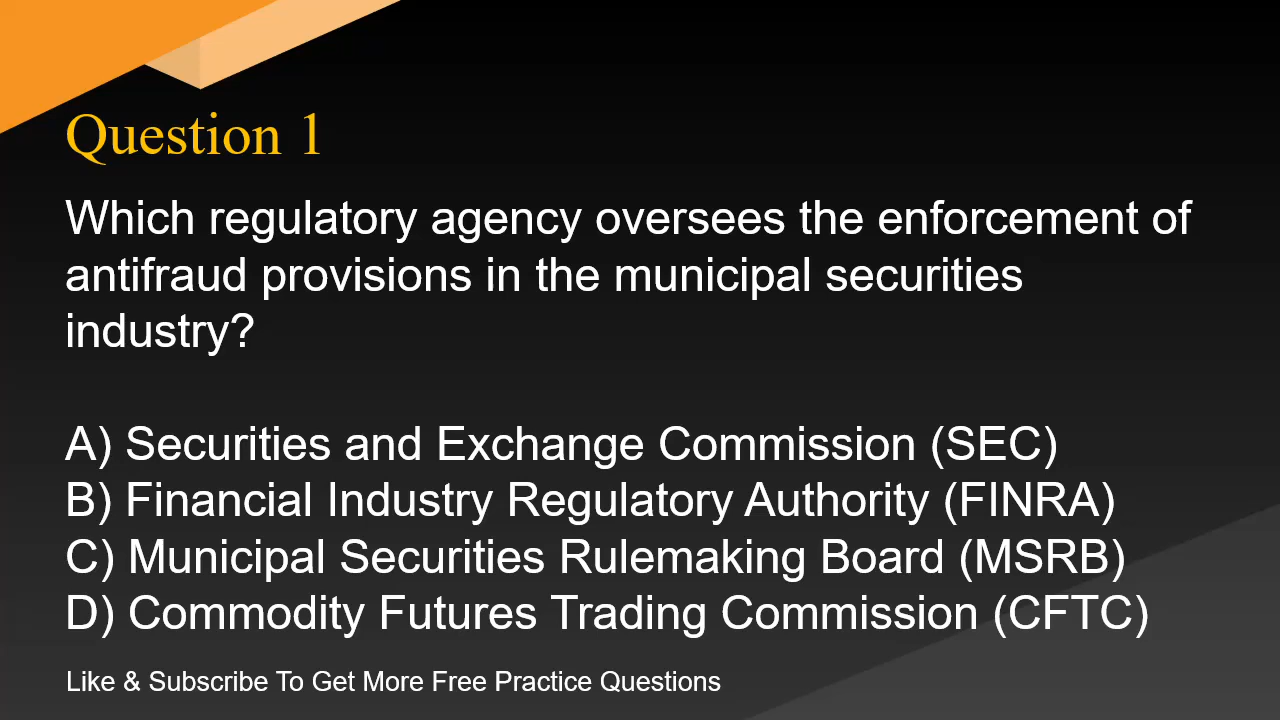 Question 1
Which regulatory agency oversees the enforcement of
antifraud provisions in the municipal securities
industry?
A) Securities and Exchange Commission (SEC)
B) Financial Industry Regulatory Authority (FINRA)
C) Municipal Securities Rulemaking Board (MSRB)
D) Commodity Futures Trading Commission (CFTC)
Like & Subscribe To Get More Free Practice Questions